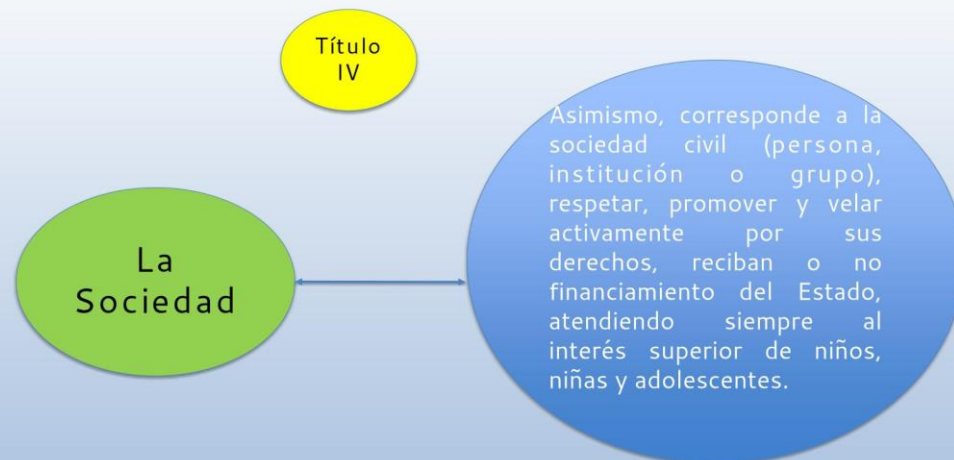 Título
IV
La
Sociedad
Asimismo, corresponde a la
sociedad civil (persona,
institución o grupo),
respetar, promover y velar
activamente por sus
derechos, reciban o no
financiamiento del Estado,
atendiendo siempre al
interés superior de niños,
niñas y adolescentes.